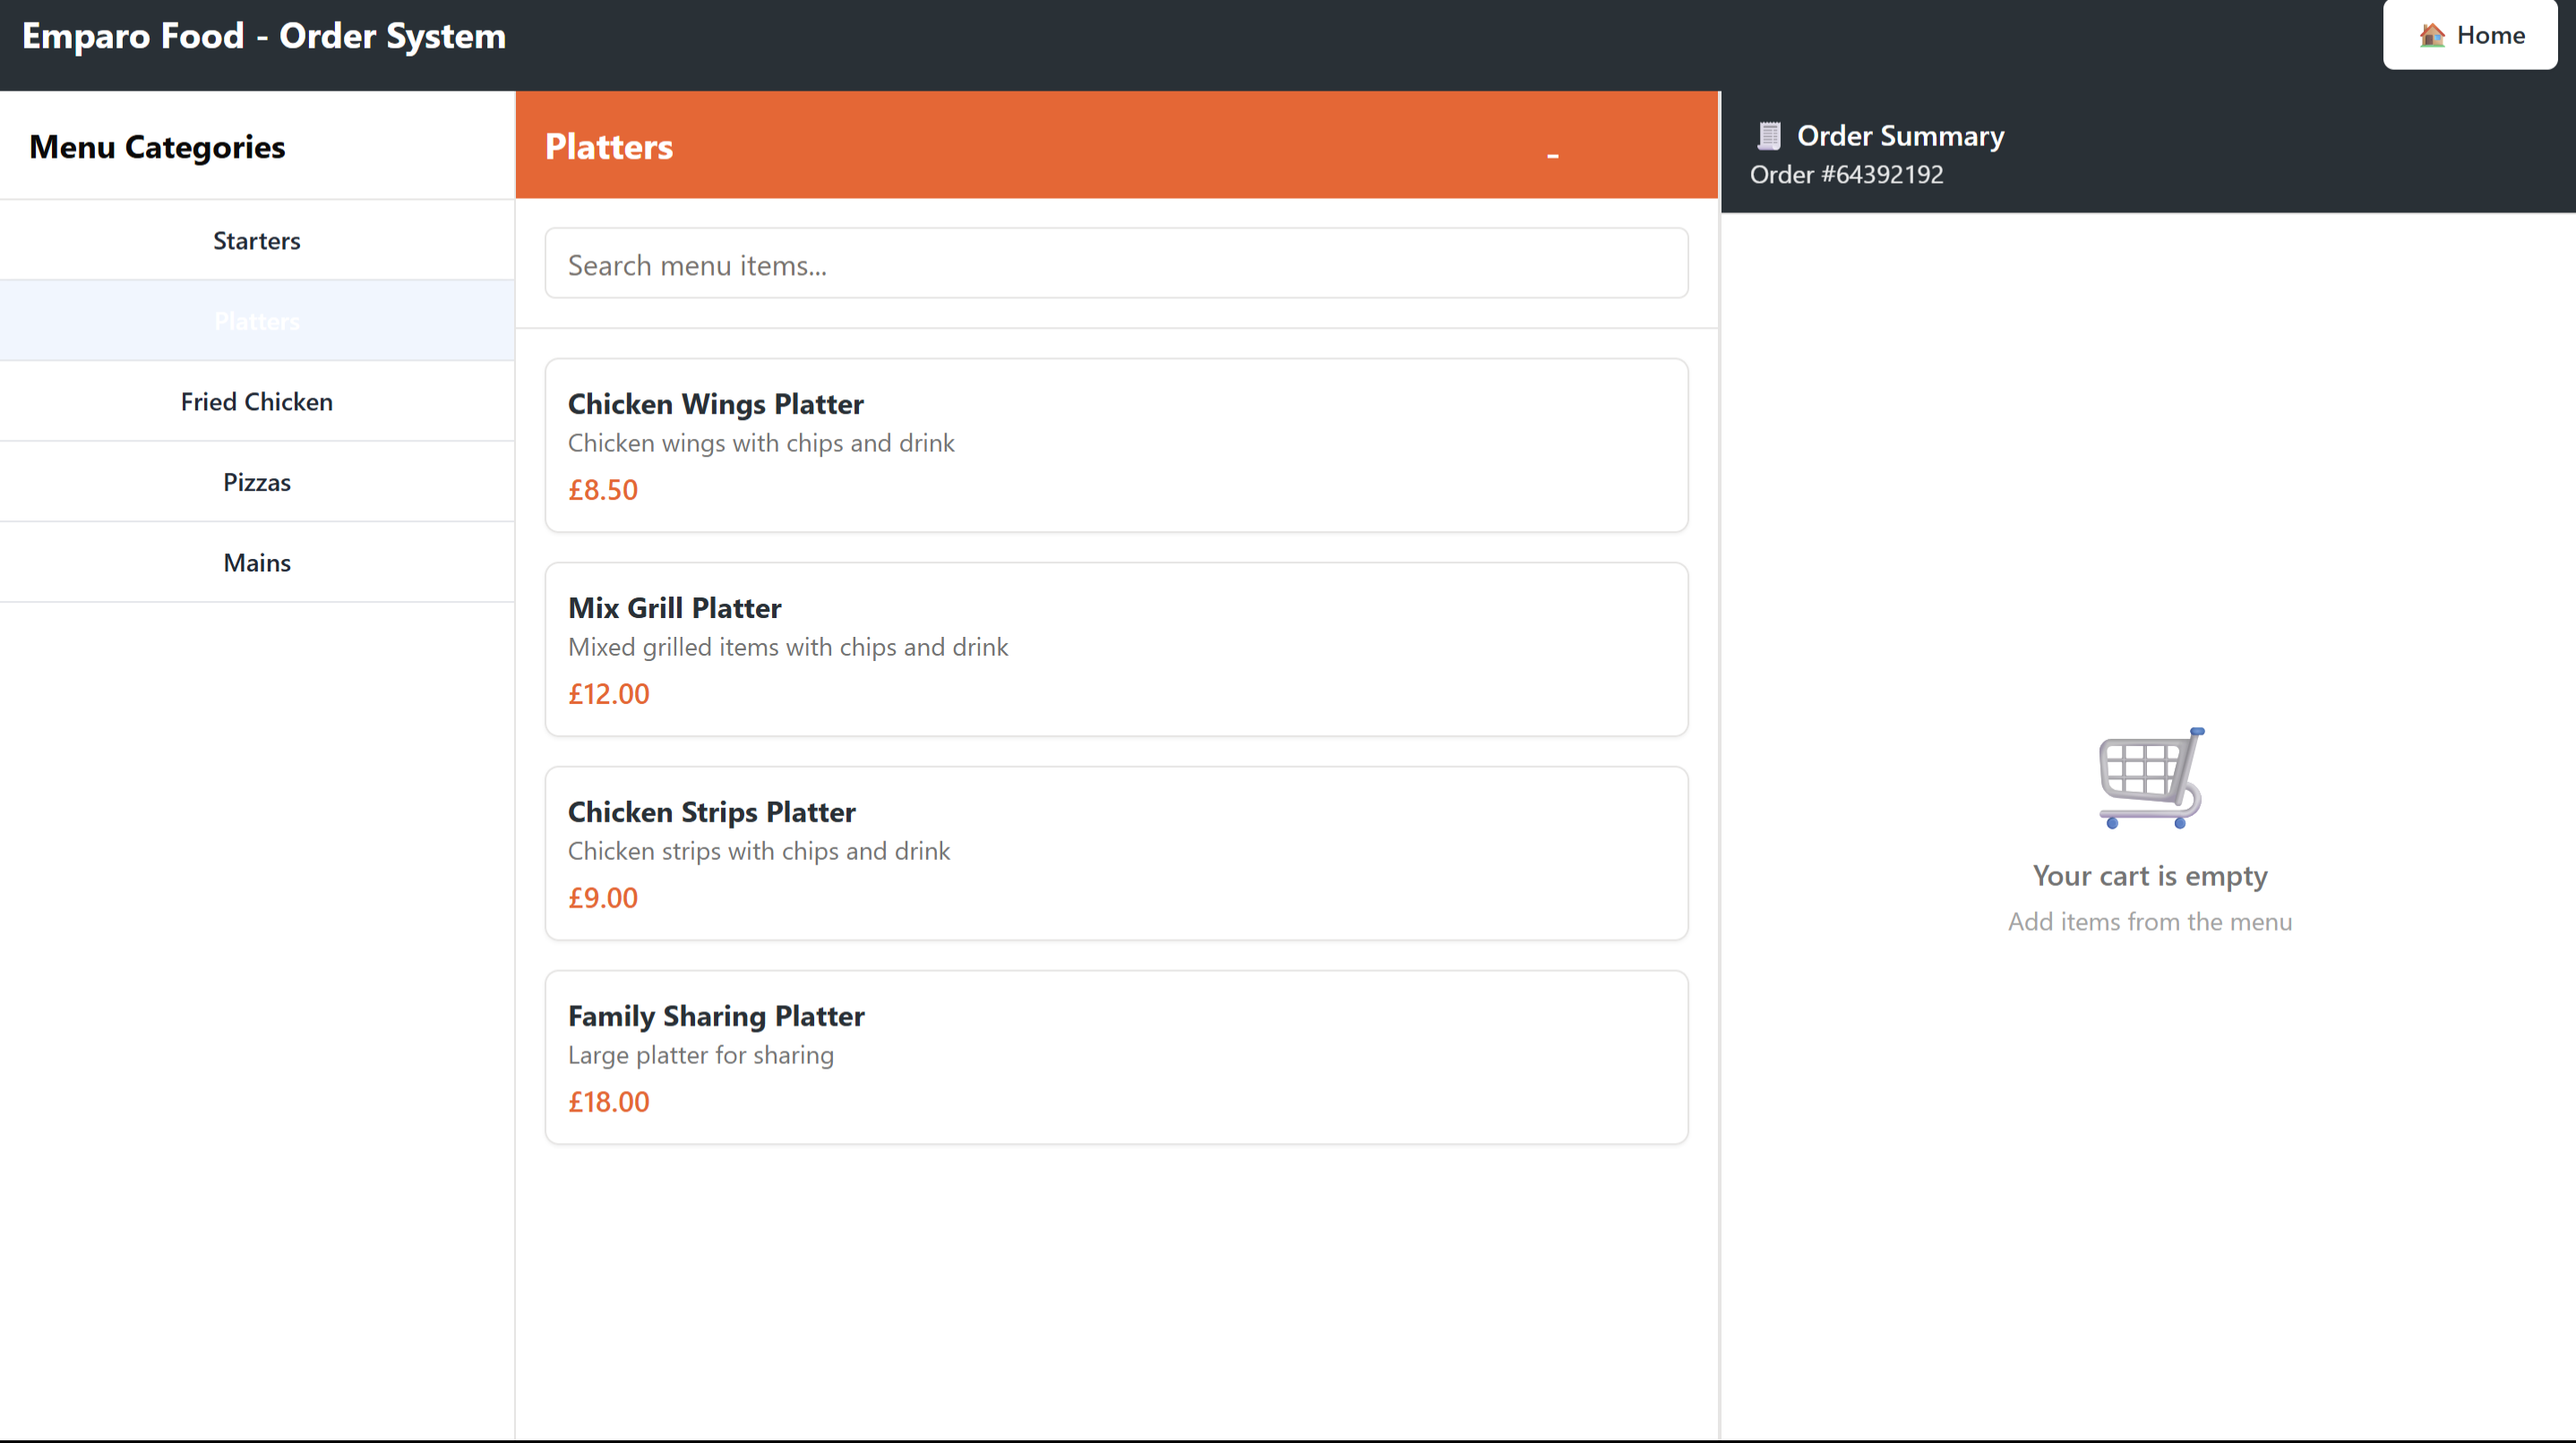 Emparo Food - Order System
Home
Menu Categories
Starters
Platters
Fried Chicken
Pizzas
Mains
Platters
-
Search menu items...
Chicken Wings Platter
Chicken wings with chips and drink
£8.50
Mix Grill Platter
Mixed grilled items with chips and drink
£12.00
Chicken Strips Platter
Chicken strips with chips and drink
£9.00
Family Sharing Platter
Large platter for sharing
£18.00
Order Summary
Order #64392192
Your cart is empty
Add items from the menu